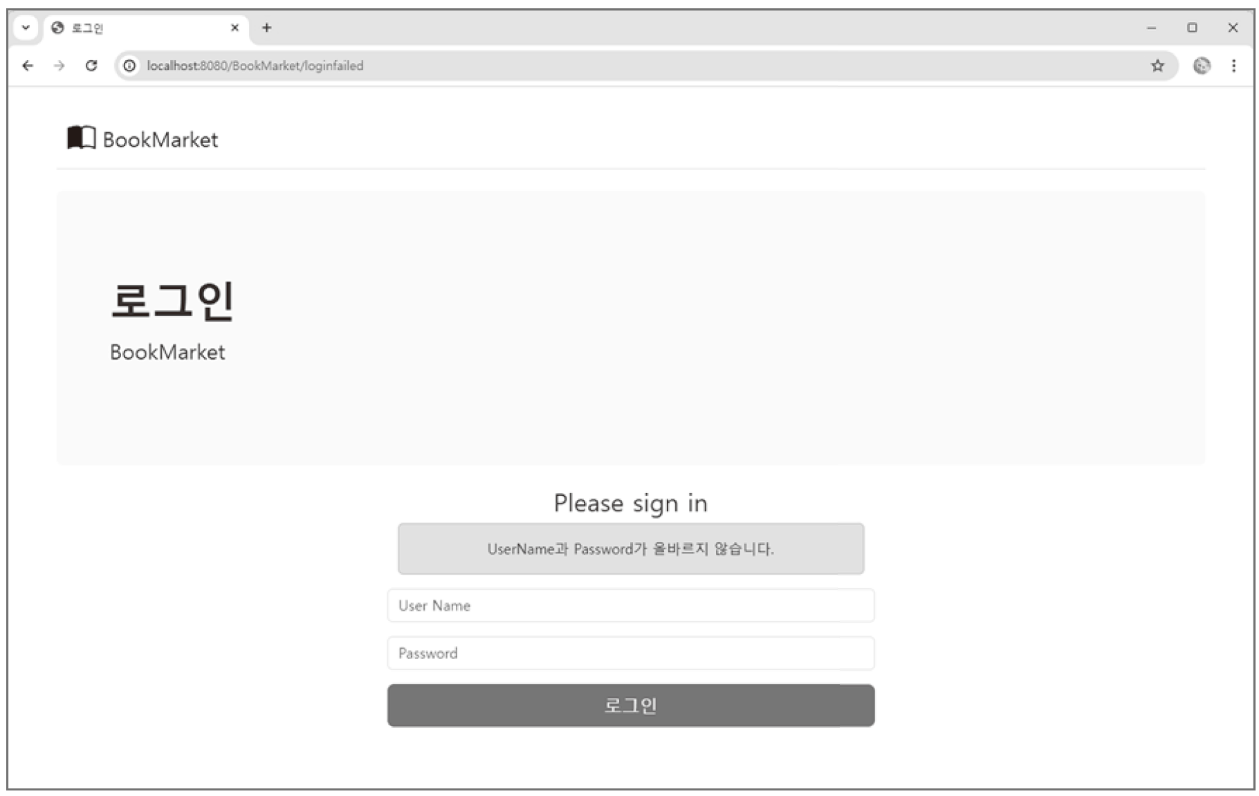 로그인
localhost:8080/BookMarket/loginfailed
BookMarket
로그인
BookMarket
Please sign in
UserName과 Password가 올바르지 않습니다.
User Name
Password
로그인